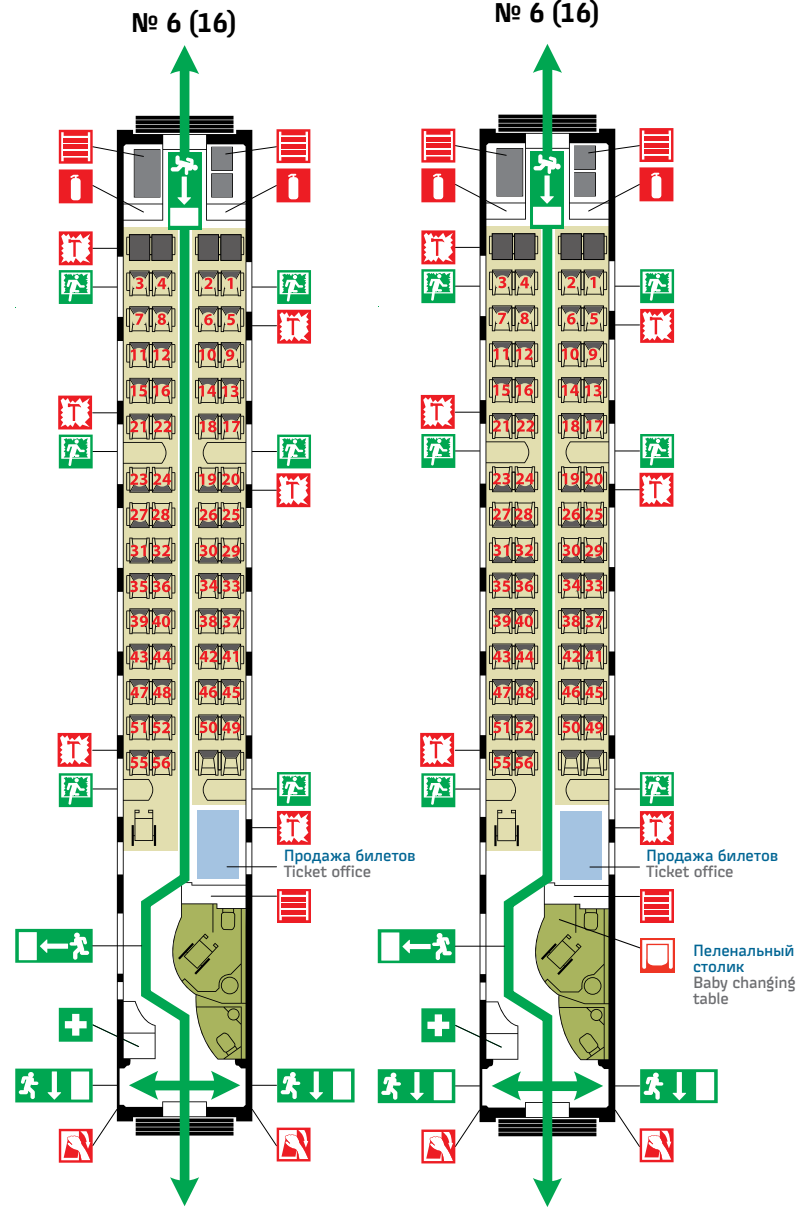 № 6 (16)
3 4 2 1
7 8 6 5
11 12 10 9
15 16 14 13
21 22 18 17
23 24 19 20
27 28 26 25
31 32 30 29
35 36 34 33
39 40 38 37
43 44 42 41
47 48 46 45
51 52 50 49
55 56
T
T
T
T
T
T
Продажа билетов
Ticket office
№ 6 (16)
3 4 2 1
7 8 6 5
11 12 10 9
15 16 14 13
21 22 18 17
23 24 19 20
27 28 26 25
31 32 30 29
35 36 34 33
39 40 38 37
43 44 42 41
47 48 46 45
51 52 50 49
55 56
T
T
T
T
T
T
Продажа билетов
Ticket office
Пеленальный
столик
Baby changing
table